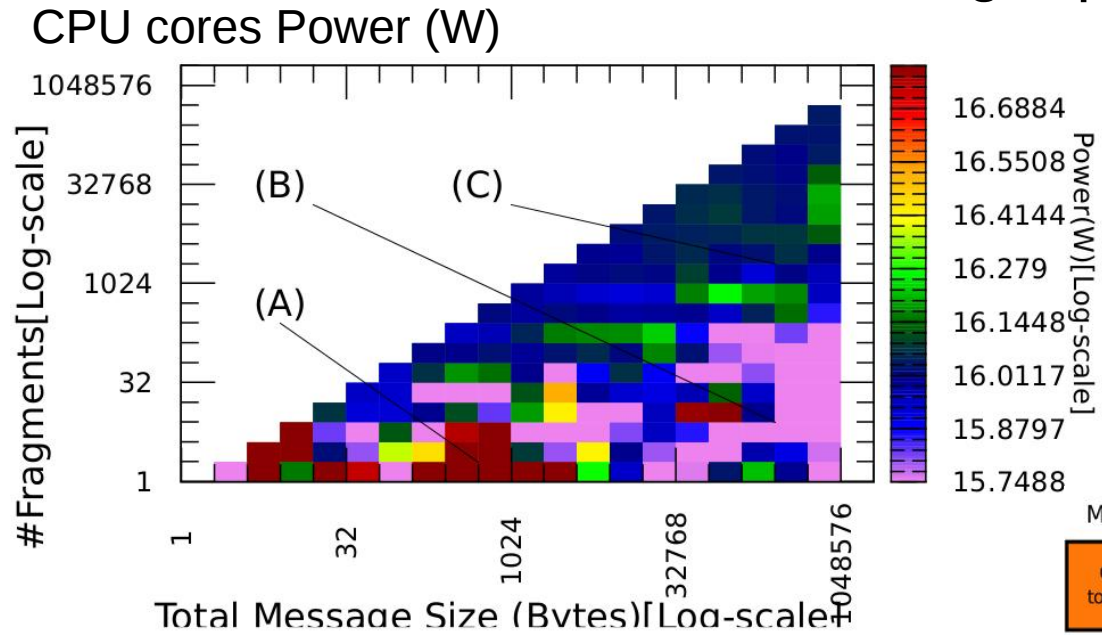 CPU cores Power (W)
1048576
32768
1024
32
1
#Fragments[Log-scale]
(A)
(B)
(C)
1
32
1024
32768
1048576
Total Message Size (Bytes)[Log-scale]
16.6884
16.5508
16.4144
16.279
16.1448
16.0117
15.8797
15.7488
Power(W)[Log-scale]
M
to